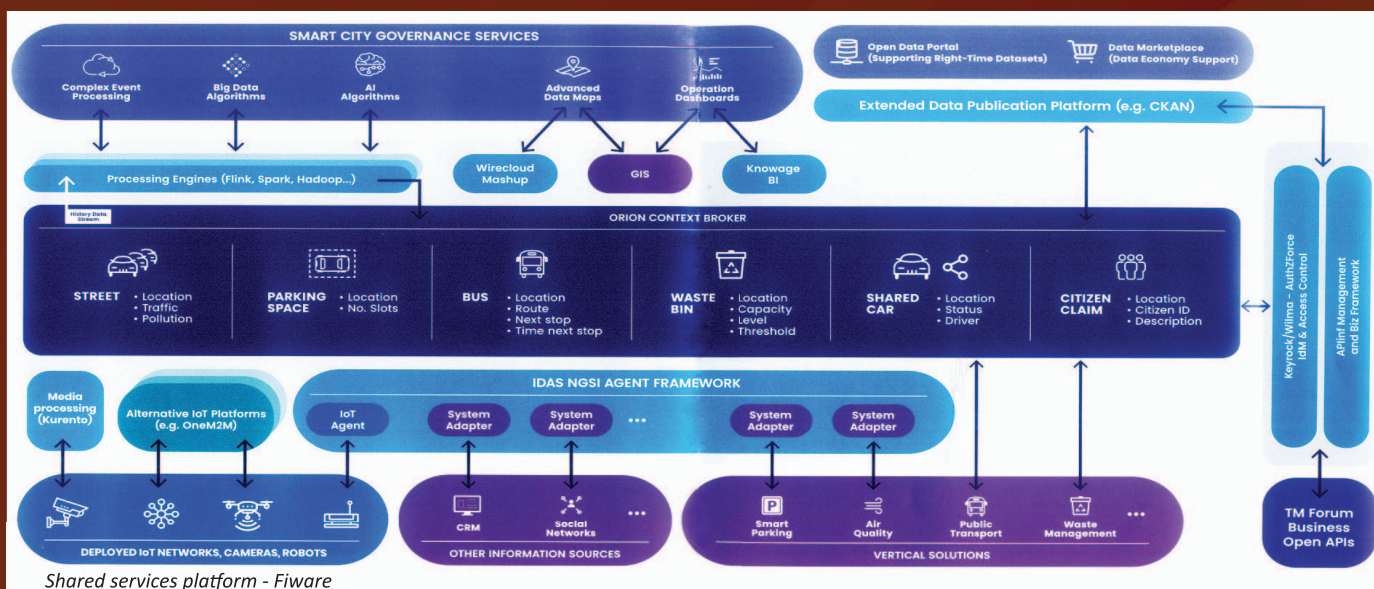 SMART CITY GOVERNANCE SERVICES
Complex Event
Processing
Big Data
Algorithms
AI
Algorithms
Advanced
Data Maps
Operation
Dashboards
Open Data Portal
(Supporting Right-Time Datasets)
Data Marketplace
(Data Economy Support)
Extended Data Publication Platform (e.g. CKAN)
Processing Engines (Flink, Spark, Hadoop...)
Wirecloud
Mashup
GIS
Knowage
BI
History Data
Stream
ORION CONTEXT BROKER
STREET
• Location
• Traffic
• Pollution
PARKING
SPACE
• Location
• No. Slots
BUS
• Location
• Route
• Next stop
• Time next stop
WASTE
BIN
• Location
• Capacity
• Level
• Threshold
SHARED
CAR
• Location
• Status
• Driver
CITIZEN
CLAIM
• Location
• Citizen ID
• Description
Keyrock/Wilma - AuthZForce
IdM & Access Control
APIinf Management
and Biz Framework
Media
processing
(Kurento)
Alternative IoT Platforms
(e.g. OneM2M)
IDAS NGSI AGENT FRAMEWORK
IoT
Agent
System
Adapter
System
Adapter
...
System
Adapter
System
Adapter
DEPLOYED IoT NETWORKS, CAMERAS, ROBOTS
CRM
Social
Networks
...
OTHER INFORMATION SOURCES
P
Smart
Parking
Air
Quality
Public
Transport
Waste
Management
...
VERTICAL SOLUTIONS
TM Forum
Business
Open APIs
Shared services platform - Fiware